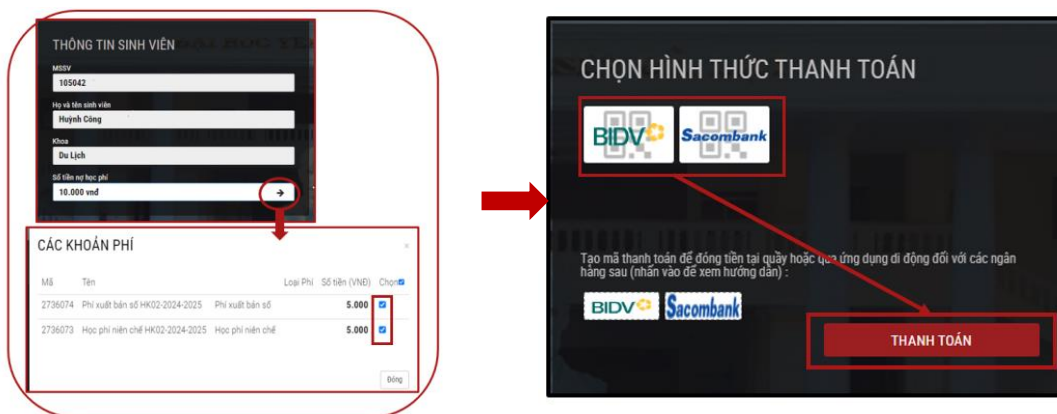 THÔNG TIN SINH VIÊN
MSSV
105042
Họ và tên sinh viên
Huỳnh Công
Khoa
Du Lịch
Số tiền nợ học phí
10.000 vnđ
CÁC KHOẢN PHÍ
×
Mã Tên Loại Phí Số tiền (VNĐ) Chọn
2736074 Phí xuất bán số HK02-2024-2025 Phí xuất bán số 5.000
2736073 Học phí niên chế HK02-2024-2025 Học phí niên chế 5.000
Đóng
CHỌN HÌNH THỨC THANH TOÁN
BIDV Sacombank
Tạo mã thanh toán để đóng tiền tại quầy hoặc qua ứng dụng di động đối với các ngân
hàng sau (nhấn vào để xem hướng dẫn) :
BIDV Sacombank
THANH TOÁN